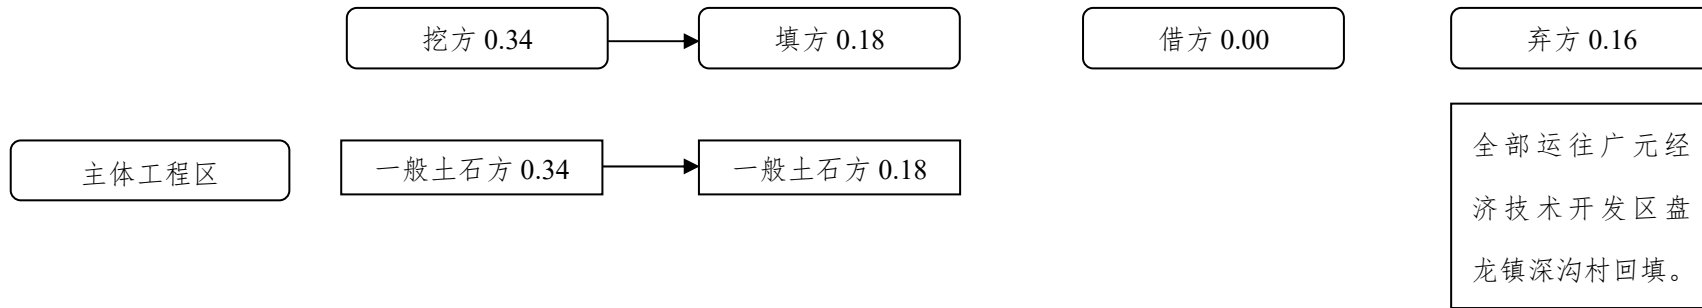 挖方 0.34
填方 0.18
借方 0.00
弃方 0.16
主体工程区
一般土石方 0.34
一般土石方 0.18
全部运往广元经
济技术开发区盘
龙镇深沟村回填。